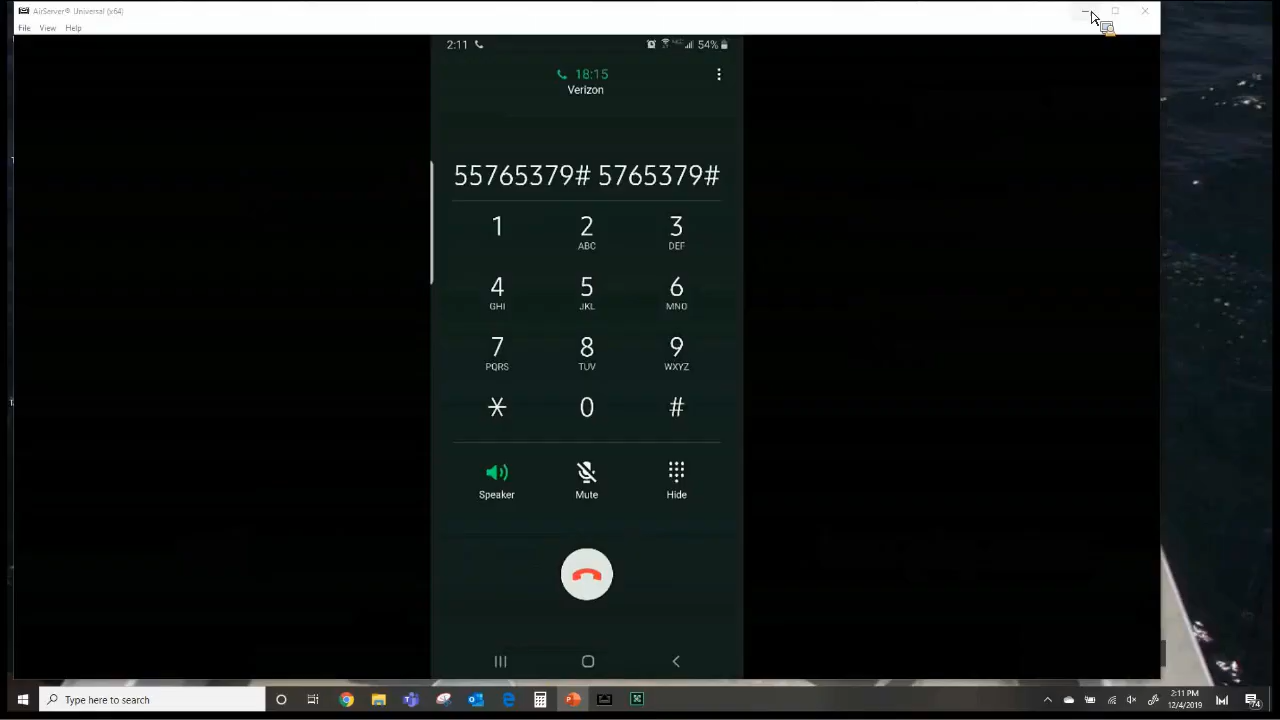 AirServer® Universal (x64)
File View Help
2:11 54%
18:15
Verizon
55765379# 5765379#
1 2 3
ABC DEF
4 5 6
GHI JKL MNO
7 8 9
PQRS TUV WXYZ
* 0 #
Speaker Mute Hide
Type here to search
2:11 PM
12/4/2019
74